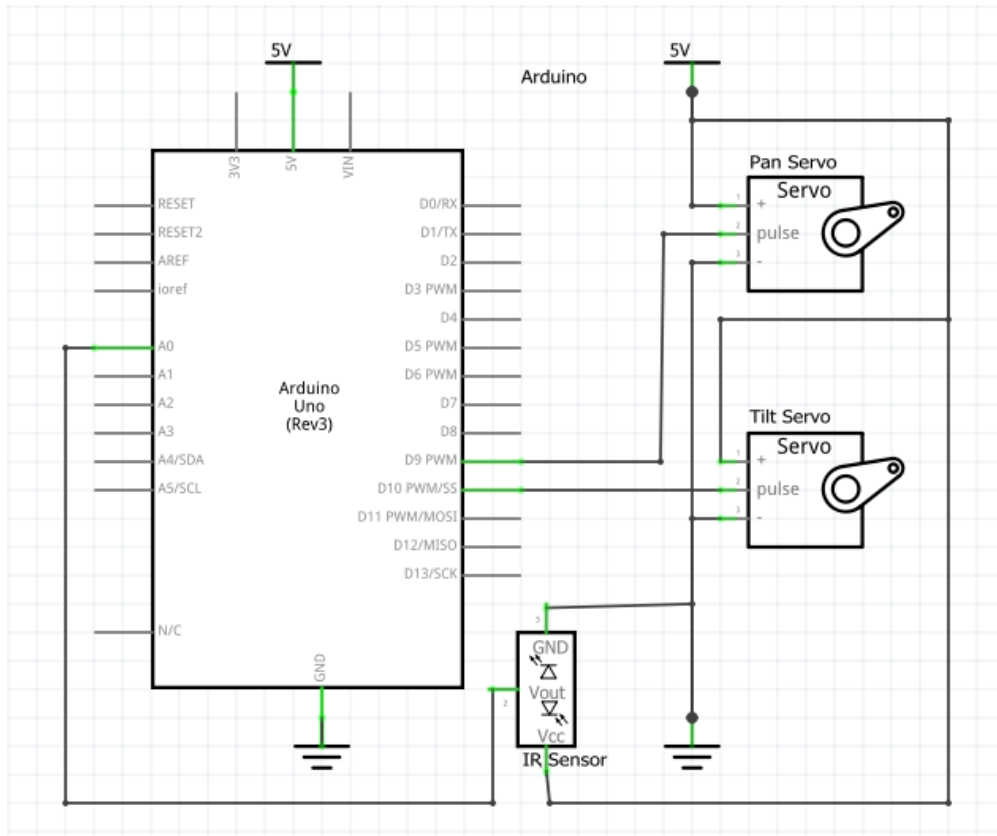 5V
5V
Arduino
3V3
5V
VIN
Pan Servo
Servo
RESET
D0/RX
1
+
RESET2
D1/TX
2
pulse
AREF
D2
3
-
ioref
D3 PWM
D4
A0
D5 PWM
A1
D6 PWM
Arduino
Uno
(Rev3)
A2
D7
Tilt Servo
A3
D8
Servo
A4/SDA
D9 PWM
1
+
A5/SCL
D10 PWM/SS
2
pulse
D11 PWM/MOSI
3
-
D12/MISO
D13/SCK
N/C
3
GND
GND
Vout
2
Vcc
IR Sensor